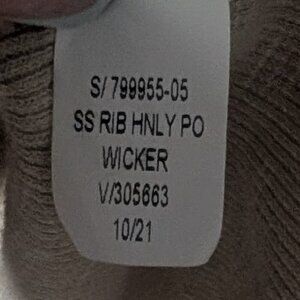 S/ 799955-05
SS RIB HNLY PO
WICKER
V/305663
10/21